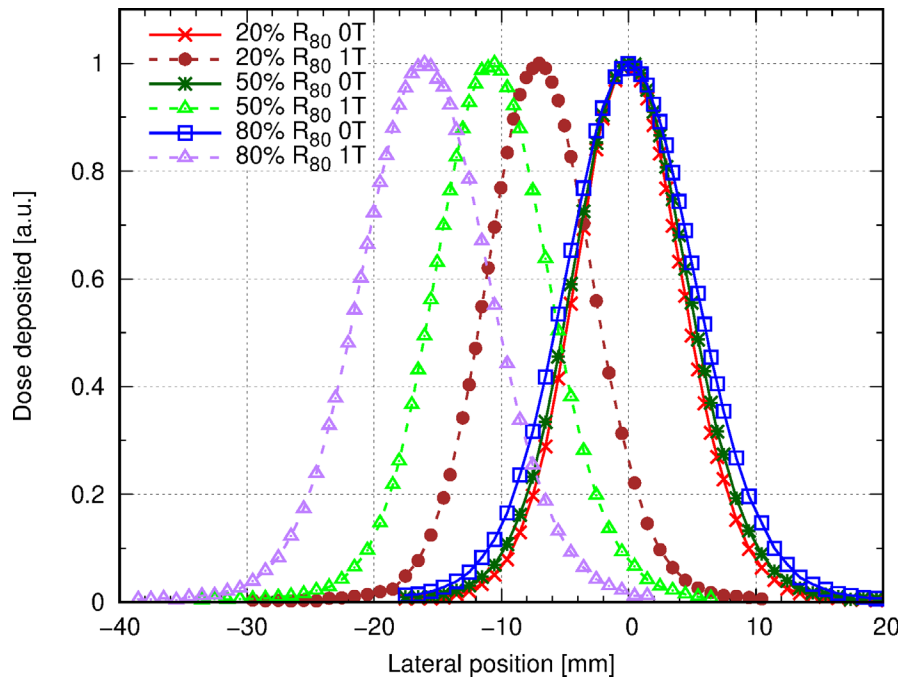 20% R80 0T
20% R80 1T
50% R80 0T
50% R80 1T
80% R80 0T
80% R80 1T
Dose deposited [a.u.]
1
0.8
0.6
0.4
0.2
0
−40 −30 −20 −10 0 10 20
Lateral position [mm]